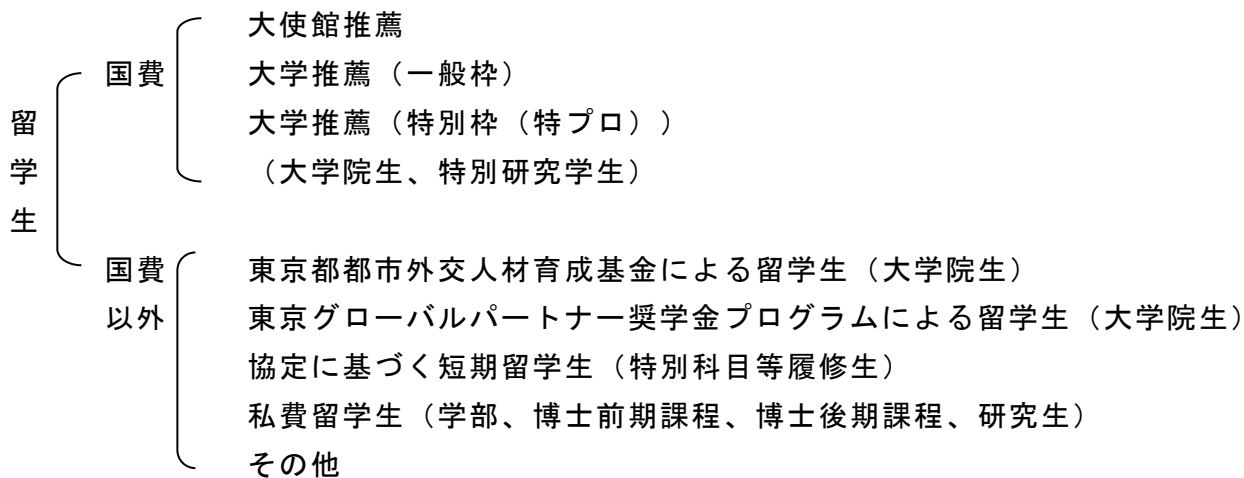 留学生
国費
大使館推薦
大学推薦（一般枠）
大学推薦（特別枠（特プロ））
（大学院生、特別研究学生）
国費以外
東京都都市外交人材育成基金による留学生（大学院生）
東京グローバルパートナー奨学金プログラムによる留学生（大学院生）
協定に基づく短期留学生（特別科目等履修生）
私費留学生（学部、博士前期課程、博士後期課程、研究生）
その他